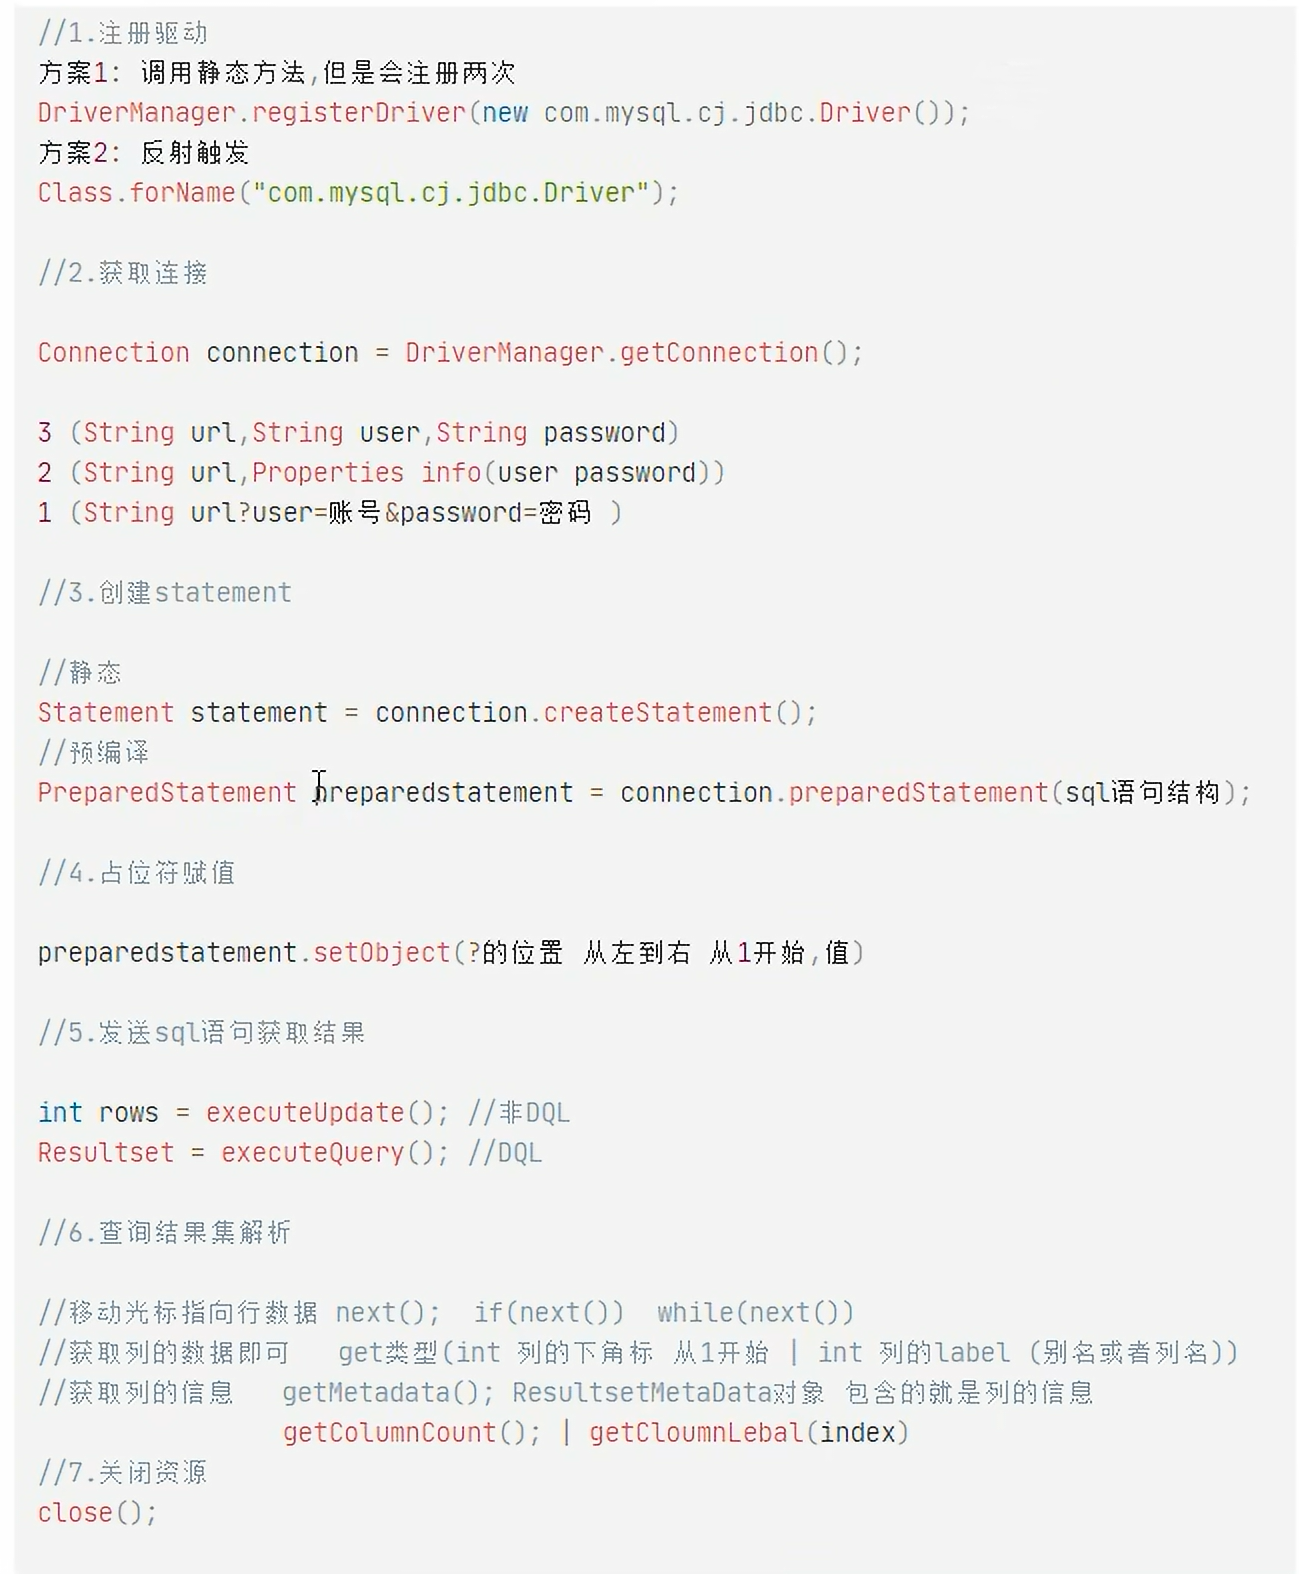 //1.注册驱动
方案1: 调用静态方法,但是会注册两次
DriverManager.registerDriver(new com.mysql.cj.jdbc.Driver());
方案2: 反射触发
Class.forName("com.mysql.cj.jdbc.Driver");
//2.获取连接
Connection connection = DriverManager.getConnection();
3 (String url,String user,String password)
2 (String url,Properties info(user password))
1 (String url?user=账号&password=密码 )
//3.创建statement
//静态
Statement statement = connection.createStatement();
//预编译
PreparedStatement preparedstatement = connection.preparedStatement(sql语句结构);
//4.占位符赋值
preparedstatement.setObject(?的位置 从左到右 从1开始,值)
//5.发送sql语句获取结果
int rows = executeUpdate(); //非DQL
Resultset = executeQuery(); //DQL
//6.查询结果集解析
//移动光标指向行数据 next(); if(next()) while(next())
//获取列的数据即可 get类型(int 列的下角标 从1开始 | int 列的label (别名或者列名))
//获取列的信息 getMetadata(); ResultsetMetaData对象 包含的就是列的信息
getColumnCount(); | getCloumnLebal(index)
//7.关闭资源
close();